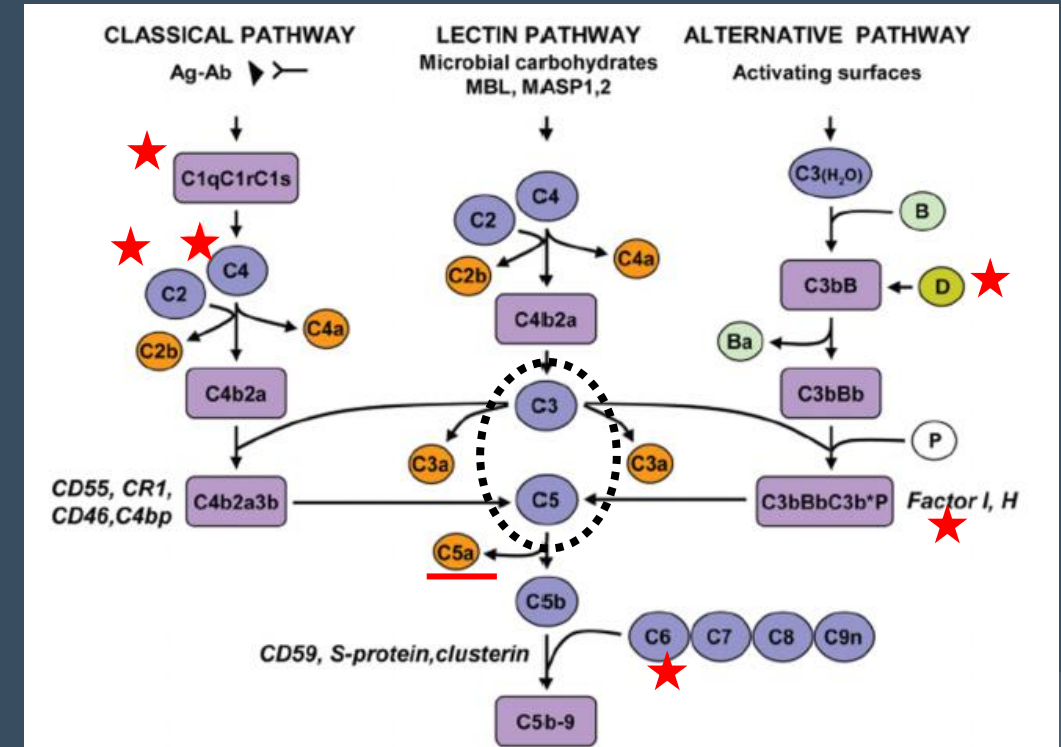 CLASSICAL PATHWAY
Ag-Ab
C1qC1rC1s
C4
C2
C4a
C2b
C4b2a
CD55, CR1,
CD46,C4bp
C4b2a3b
LECTIN PATHWAY
Microbial carbohydrates
MBL, MASP1,2
C4
C2
C4a
C2b
C4b2a
C3
C3a
C3a
C5
C5a
C5b
CD59, S-protein,clusterin
C6
C7
C8
C9n
C5b-9
ALTERNATIVE PATHWAY
Activating surfaces
C3(H₂O)
B
C3bB
D
Ba
C3bBb
P
C3bBbC3b*P
Factor I, H